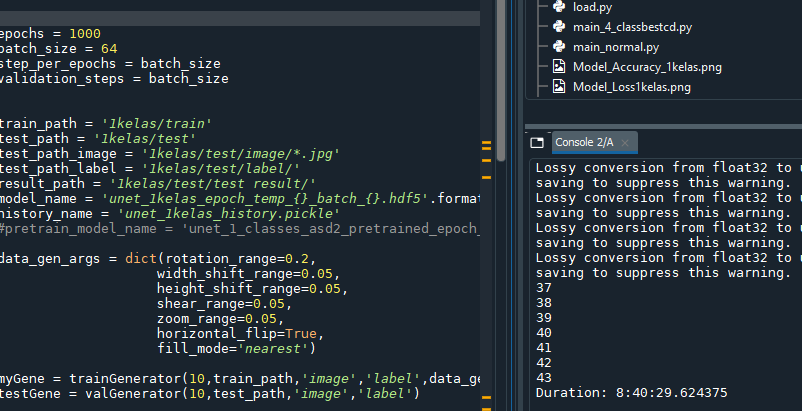 epochs = 1000
batch_size = 64
step_per_epochs = batch_size
validation_steps = batch_size
train_path = '1kelas/train'
test_path = '1kelas/test'
test_path_image = '1kelas/test/image/*.jpg'
test_path_label = '1kelas/test/label/'
result_path = '1kelas/test/test result/'
model_name = 'unet_1kelas_epoch_temp_{}_batch_{}.hdf5'.format
history_name = 'unet_1kelas_history.pickle'
#pretrain_model_name = 'unet_1_classes_asd2_pretrained_epoch_
data_gen_args = dict(rotation_range=0.2,
width_shift_range=0.05,
height_shift_range=0.05,
shear_range=0.05,
zoom_range=0.05,
horizontal_flip=True,
fill_mode='nearest')
myGene = trainGenerator(10,train_path,'image','label',data_ge
testGene = valGenerator(10,test_path,'image','label')
load.py
main_4_classbestcd.py
main_normal.py
Model_Accuracy_1kelas.png
Model_Loss1kelas.png
Console 2/A
Lossy conversion from float32 to u
saving to suppress this warning.
Lossy conversion from float32 to u
saving to suppress this warning.
Lossy conversion from float32 to u
saving to suppress this warning.
Lossy conversion from float32 to u
saving to suppress this warning.
37
38
39
40
41
42
43
Duration: 8:40:29.624375